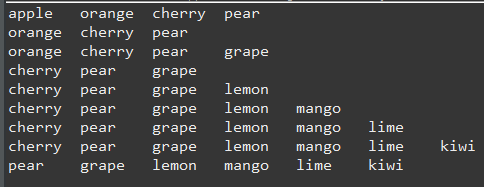 apple orange cherry pear
orange cherry pear
orange cherry pear grape
cherry pear grape
cherry pear grape lemon
cherry pear grape lemon mango
cherry pear grape lemon mango lime
cherry pear grape lemon mango lime kiwi
pear grape lemon mango lime kiwi